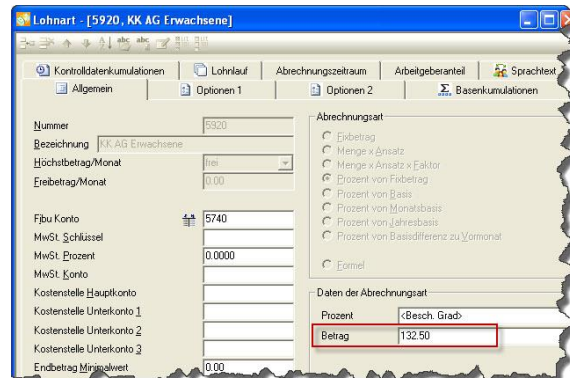 Lohnart - [5920, KK AG Erwachsene]
Kontrolldatenkumulationen Lohnlauf Abrechnungszeitraum Arbeitgeberanteil Sprachtext
Allgemein Optionen 1 Optionen 2 Basenkumulationen
Nummer 5920
Bezeichnung KK AG Erwachsene
Höchstbetrag/Monat frei
Freibetrag/Monat 0.00
Fibu Konto 5740
MwSt. Schlüssel
MwSt. Prozent 0.0000
MwSt. Konto
Kostenstelle Hauptkonto
Kostenstelle Unterkonto 1
Kostenstelle Unterkonto 2
Kostenstelle Unterkonto 3
Endbetrag Minimalwert 0.00
Abrechnungsart
Fixbetrag
Menge x Ansatz
Menge x Ansatz x Faktor
Prozent von Fixbetrag
Prozent von Basis
Prozent von Monatsbasis
Prozent von Jahresbasis
Prozent von Basisdifferenz zu Vormonat
Formel
Daten der Abrechnungsart
Prozent <Besch. Grad>
Betrag 132.50